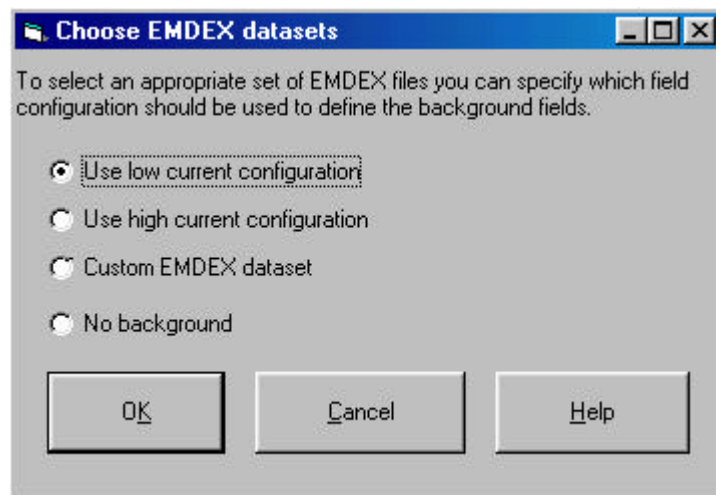 Choose EMDEX datasets
To select an appropriate set of EMDEX files you can specify which field
configuration should be used to define the background fields.
Use low current configuration
Use high current configuration
Custom EMDEX dataset
No background
OK Cancel Help